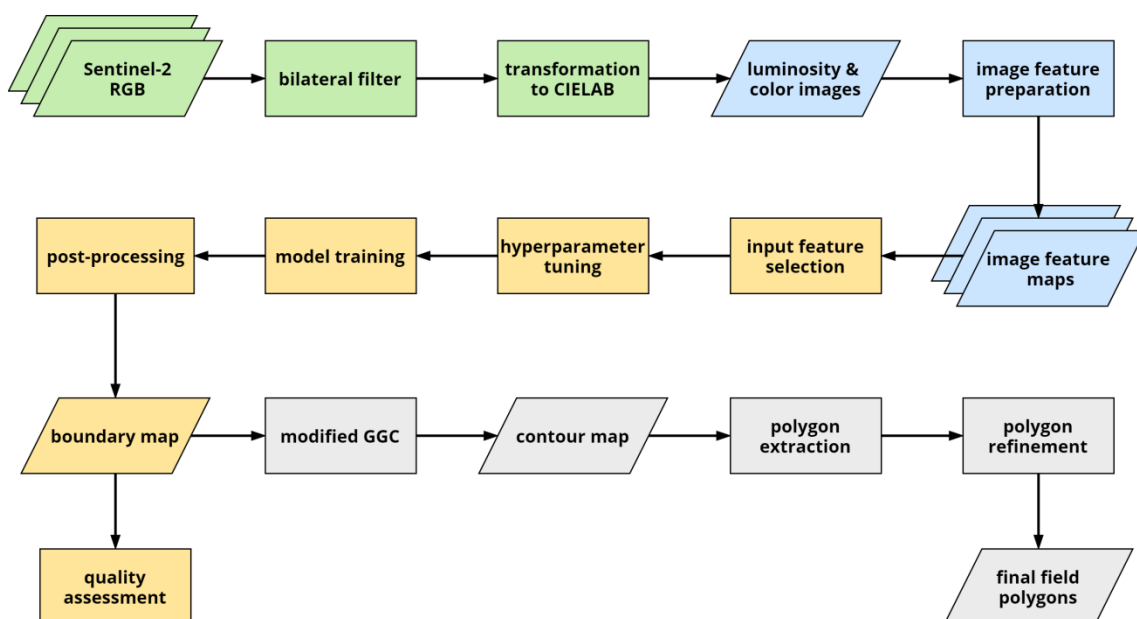 Sentinel-2
RGB
bilateral filter
transformation
to CIELAB
luminosity &
color images
image feature
preparation
post-processing
model training
hyperparameter
tuning
input feature
selection
image feature
maps
boundary map
modified GGC
contour map
polygon
extraction
polygon
refinement
quality
assessment
final field
polygons